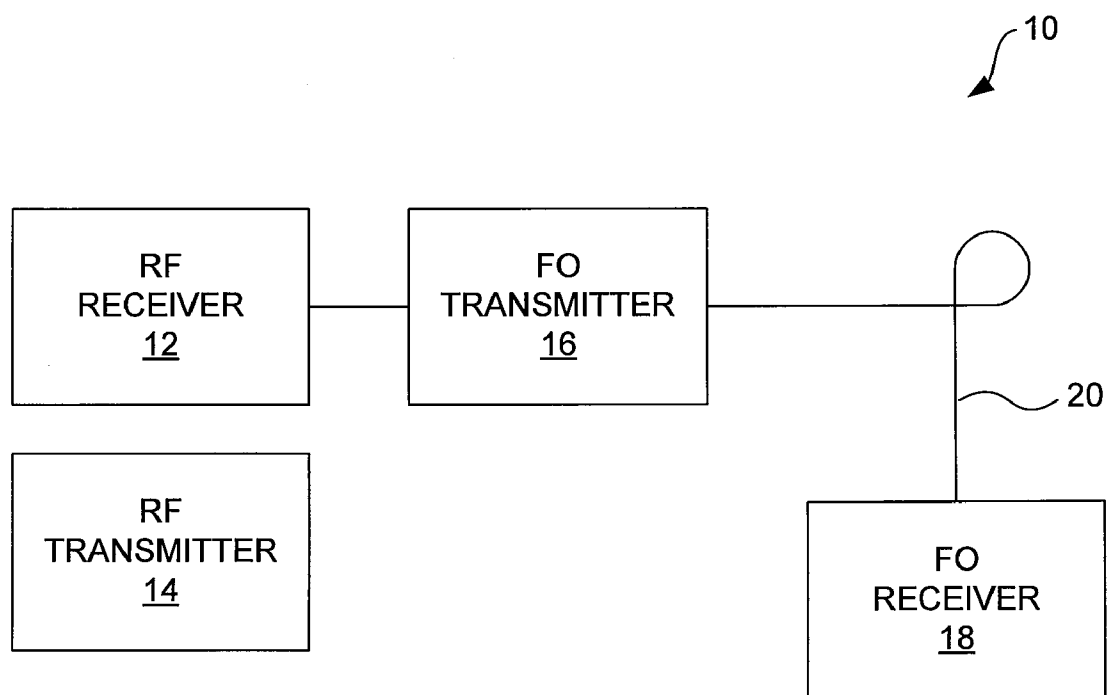 10
RF
RECEIVER
12
FO
TRANSMITTER
16
20
RF
TRANSMITTER
14
FO
RECEIVER
18